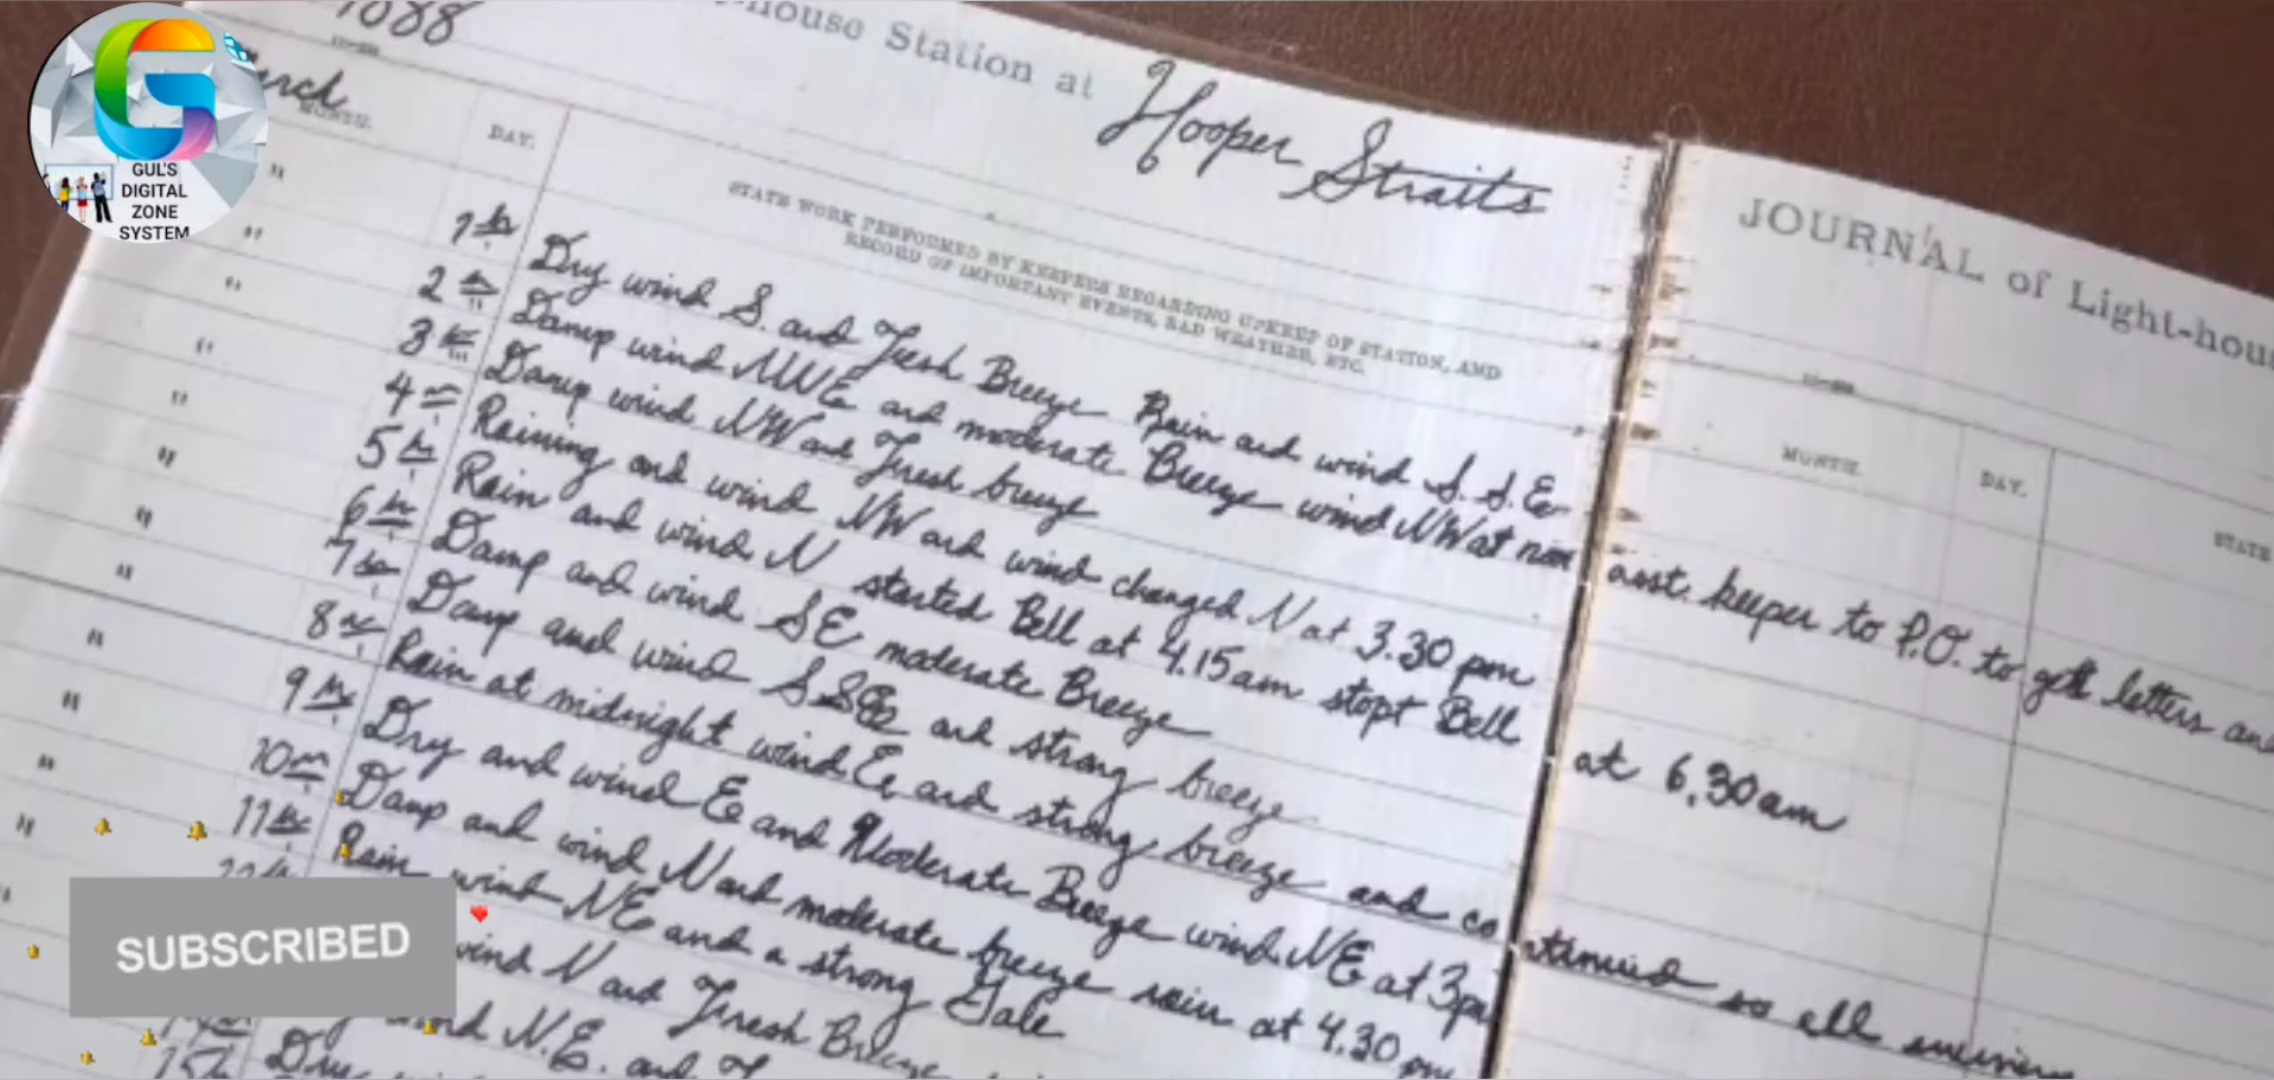 GUL'S
DIGITAL
ZONE
SYSTEM
house Station at Hooper Straits
MONTH. DAY.
STATE WORK PERFORMED BY KEEPERS REGARDING UPKEEP OF STATION, AND
RECORD OF IMPORTANT EVENTS, BAD WEATHER, ETC.
Dry wind S. and Fresh Breeze Rain and wind S. S. E.
2 Damp wind NWE and moderate Breeze wind NW at noon asst. keeper to P.O. to get letters
3 Damp wind NW and Fresh breeze
4 Raining and wind NW and wind changed N at 3.30 pm
5 Rain and wind N started Bell at 4.15 am stopt Bell at 6.30 am
6 Damp and wind SE moderate Breeze
7 Damp and wind and strong breeze
8 Rain at midnight wind E and strong breeze and continued so all
9 Dry and wind E and Moderate Breeze wind NE at 3 pm
10 Damp and wind N and moderate breeze rain at 4.30 pm
11 Rain wind NE and a strong Gale
wind N and Fresh Breeze
wind N.E. and
15 Dry
JOURNAL of Light-hou
MONTH. DAY. STATE
SUBSCRIBED